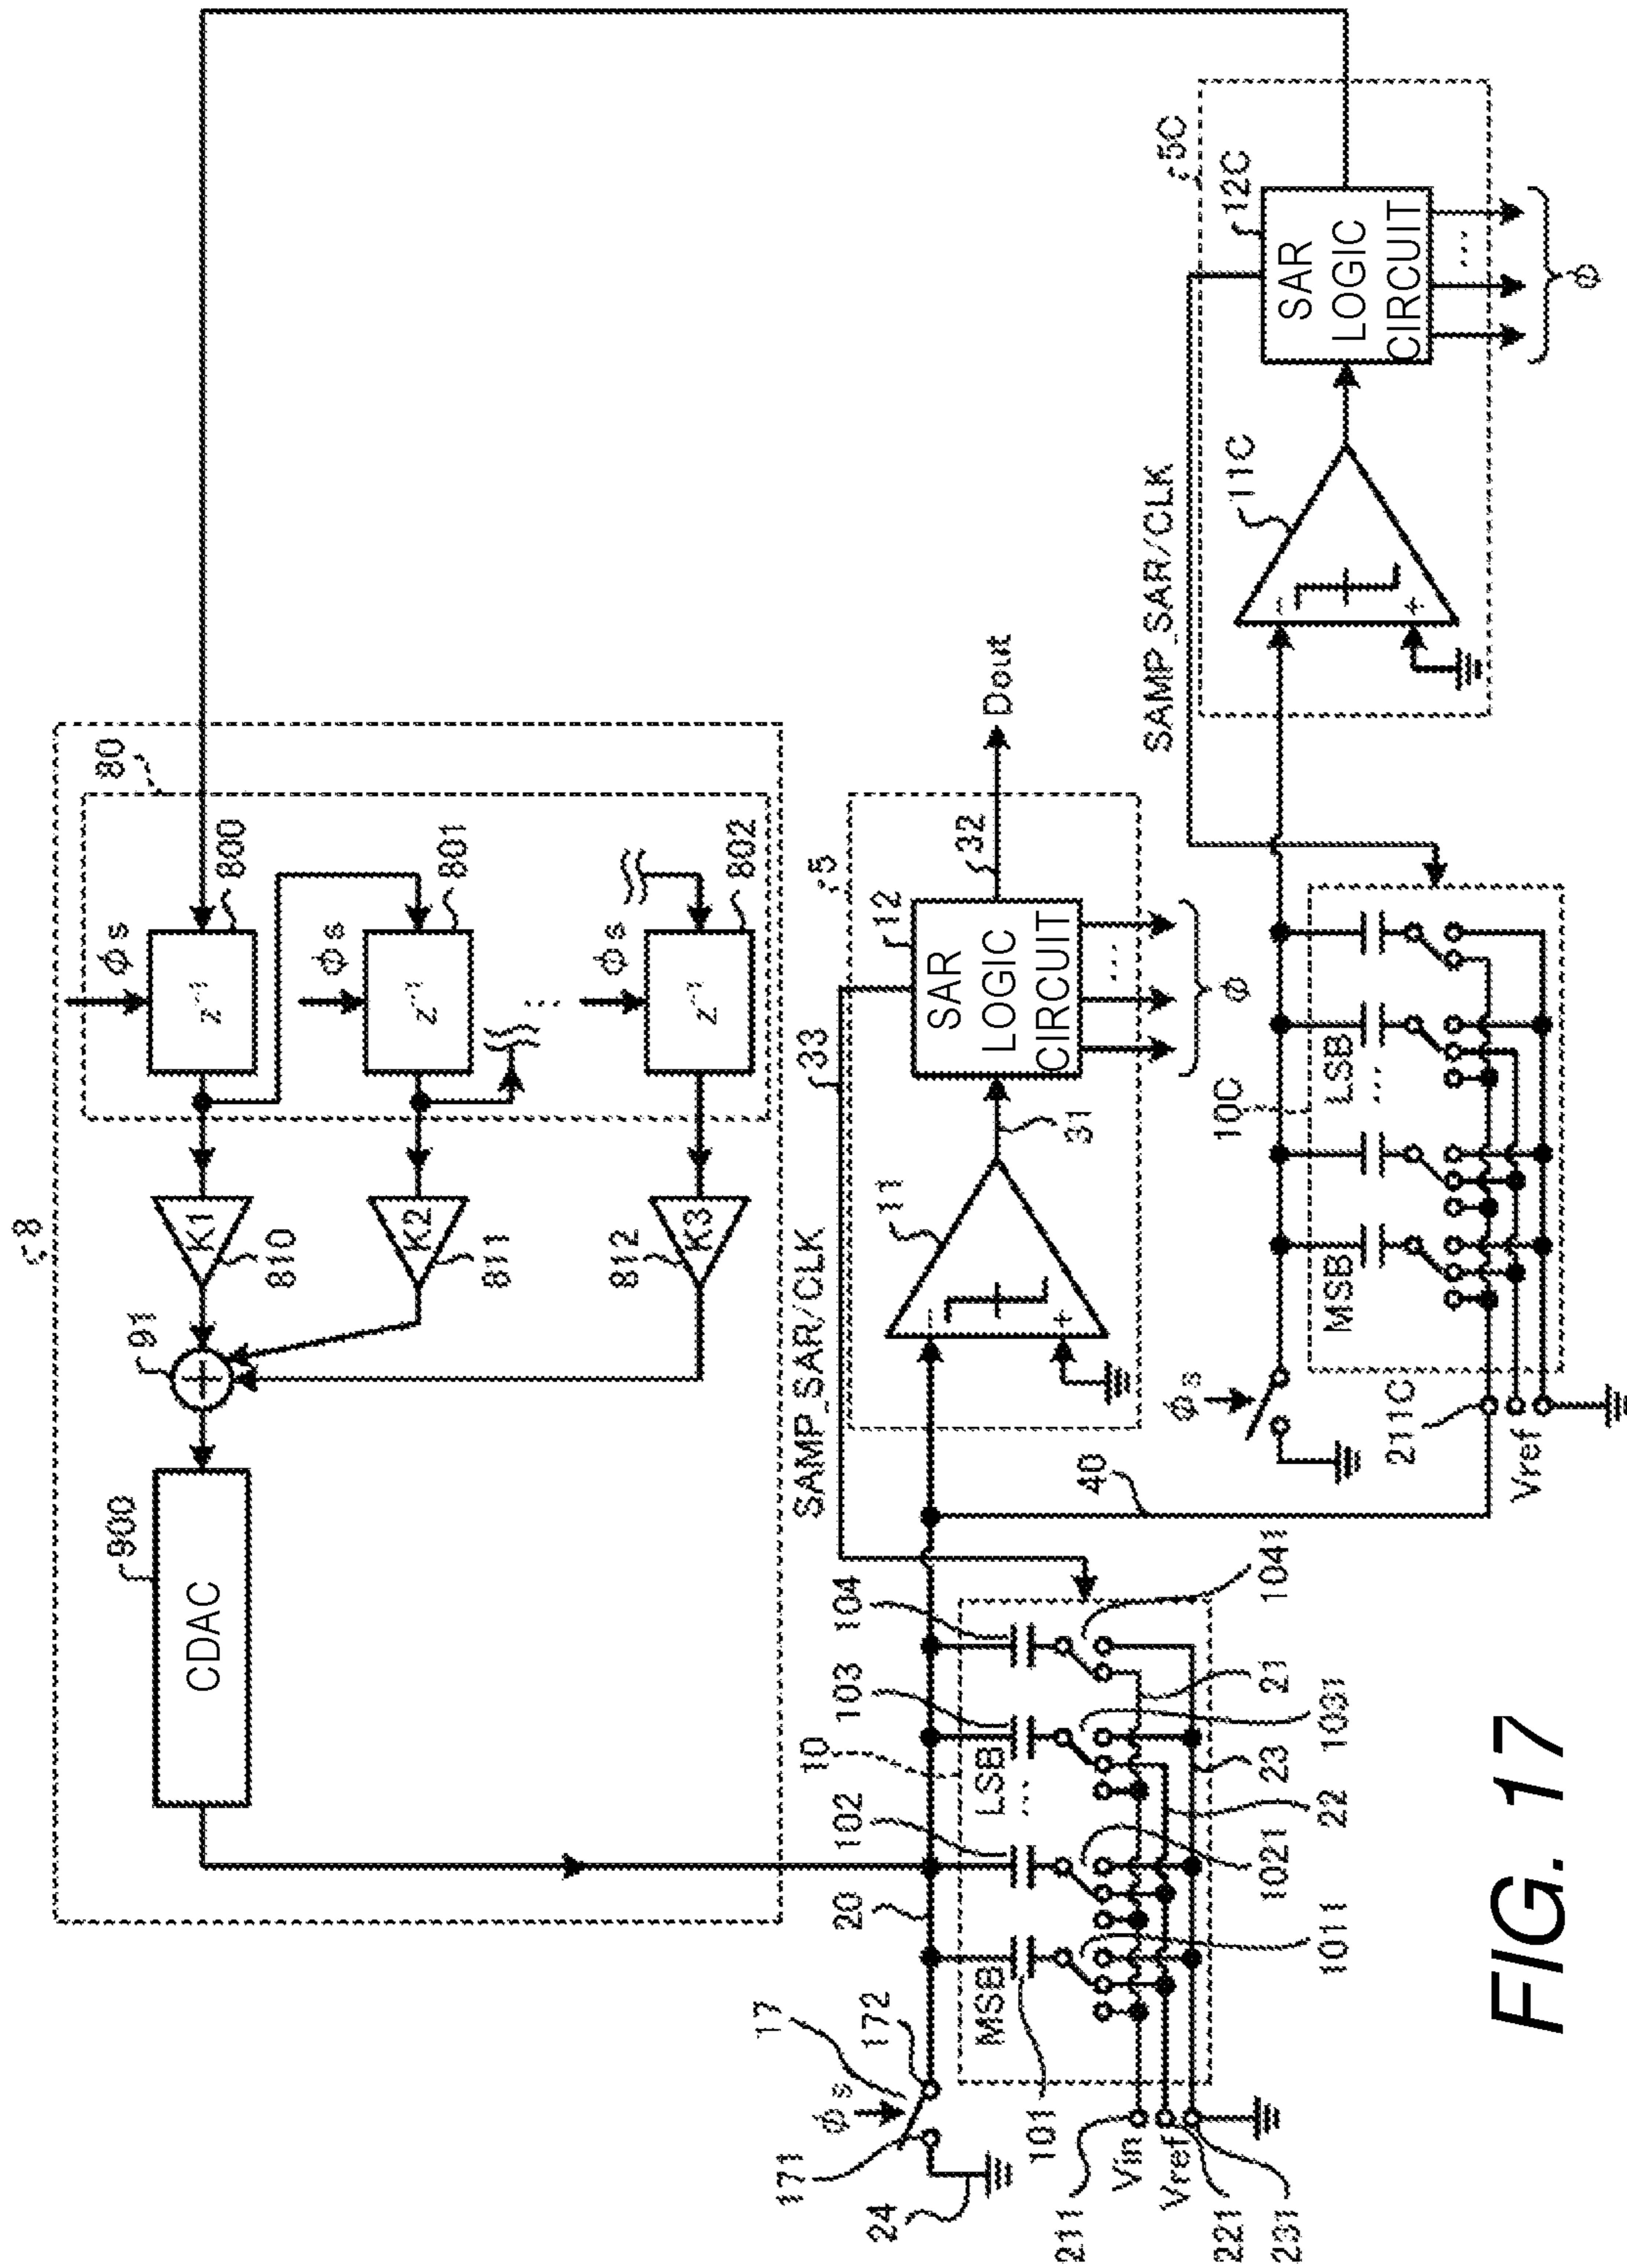 8
80
φs
z⁻¹
800
φs
z⁻¹
801
⋮
φs
z⁻¹
802
K1
810
K2
811
K3
812
91
CDAC
800
SAMP_SAR/CLK
33
5
12
SAR
LOGIC
CIRCUIT
...
Φ
32
Dout
31
11
−
+
φs
17
171
172
24
20
MSB
102
LSB
...
103
104
10
101
1011
1021
1031
1041
21
22
23
211
Vin
Vref
221
231
40
SAMP_SAR/CLK
5C
12C
SAR
LOGIC
CIRCUIT
...
Φ
11C
−
+
φs
10C
MSB
LSB
...
211C
Vref
FIG. 17